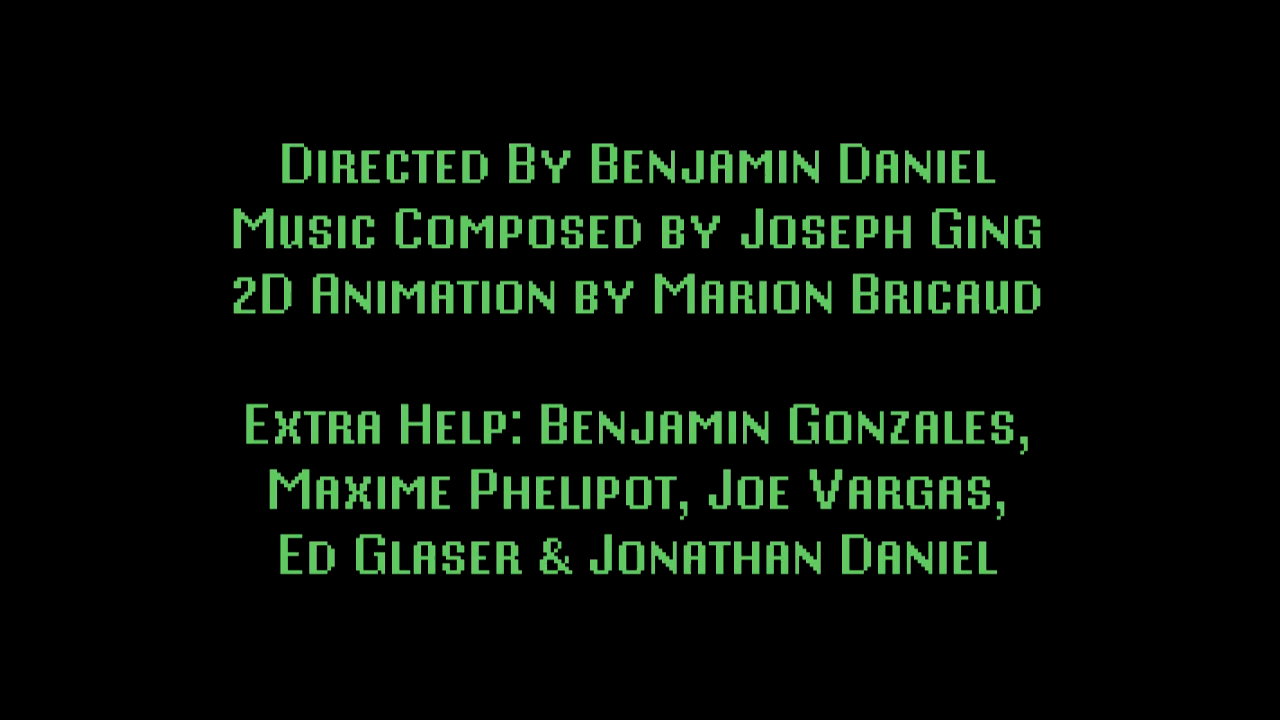 Directed By Benjamin Daniel
Music Composed by Joseph Ging
2D Animation by Marion Bricaud
Extra Help: Benjamin Gonzales,
Maxime Phelipot, Joe Vargas,
Ed Glaser & Jonathan Daniel